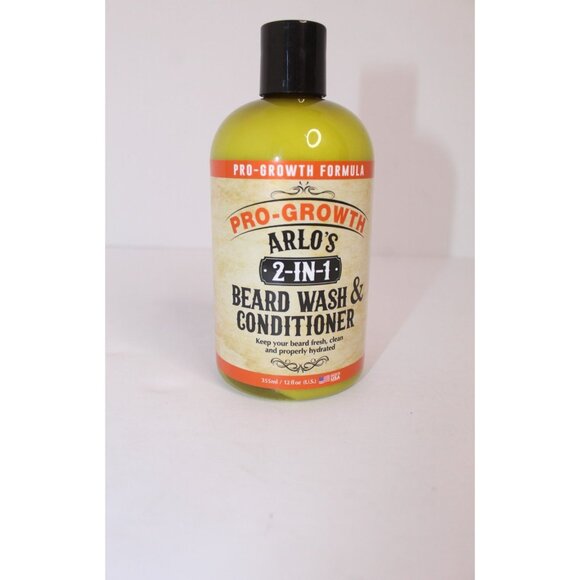 PRO-GROWTH FORMULA
PRO-GROWTH
ARLO'S
2-IN-1
BEARD WASH &
CONDITIONER
Keep your beard fresh, clean
and properly hydrated
355ml / 12 fl oz (U.S.)
USA